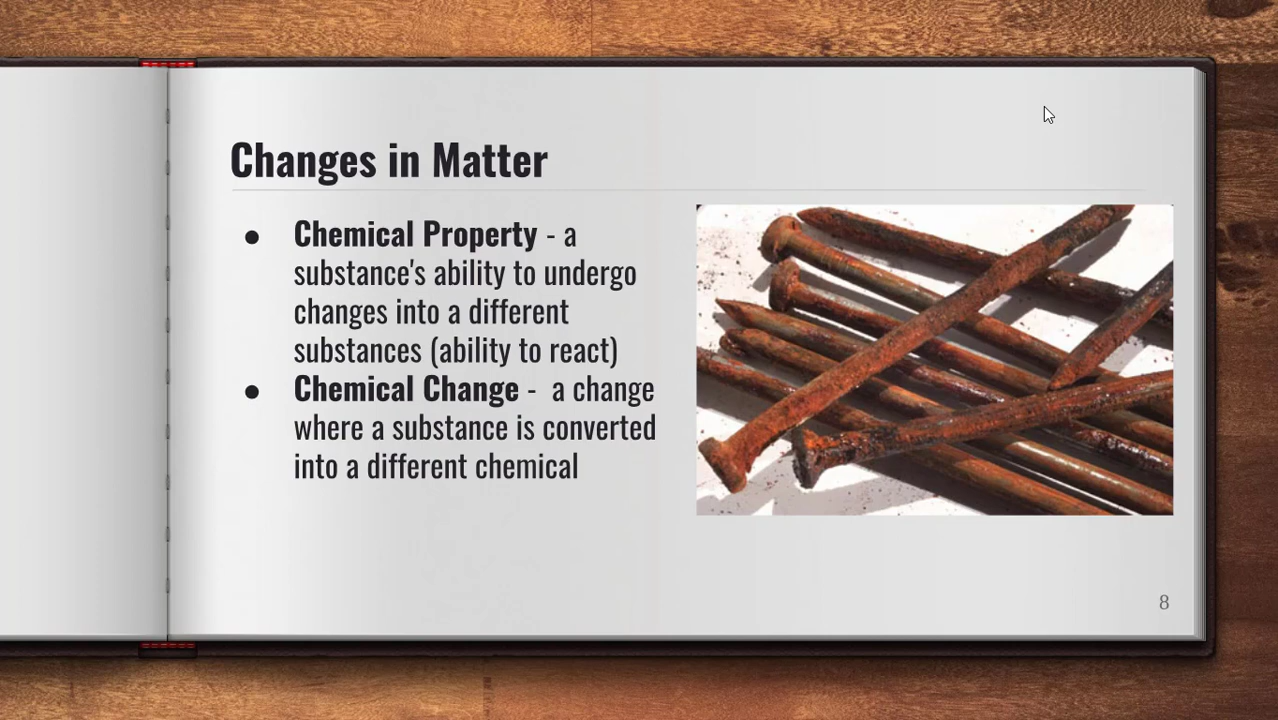 Changes in Matter
● Chemical Property - a
substance's ability to undergo
changes into a different
substances (ability to react)
● Chemical Change -  a change
where a substance is converted
into a different chemical
8